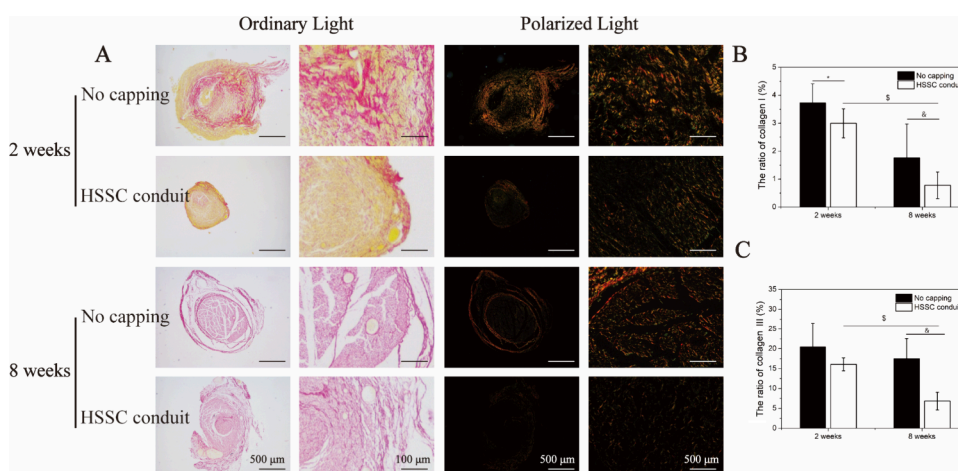 Ordinary Light
Polarized Light
A
No capping
2 weeks
HSSC conduit
No capping
8 weeks
HSSC conduit
500 μm
100 μm
500 μm
500 μm
B
The ratio of collagen I (%)
5
4
3
2
1
0
No capping
HSSC conduit
*
$
&
2 weeks
8 weeks
C
The ratio of collagen III (%)
35
30
25
20
15
10
5
0
No capping
HSSC conduit
$
&
2 weeks
8 weeks